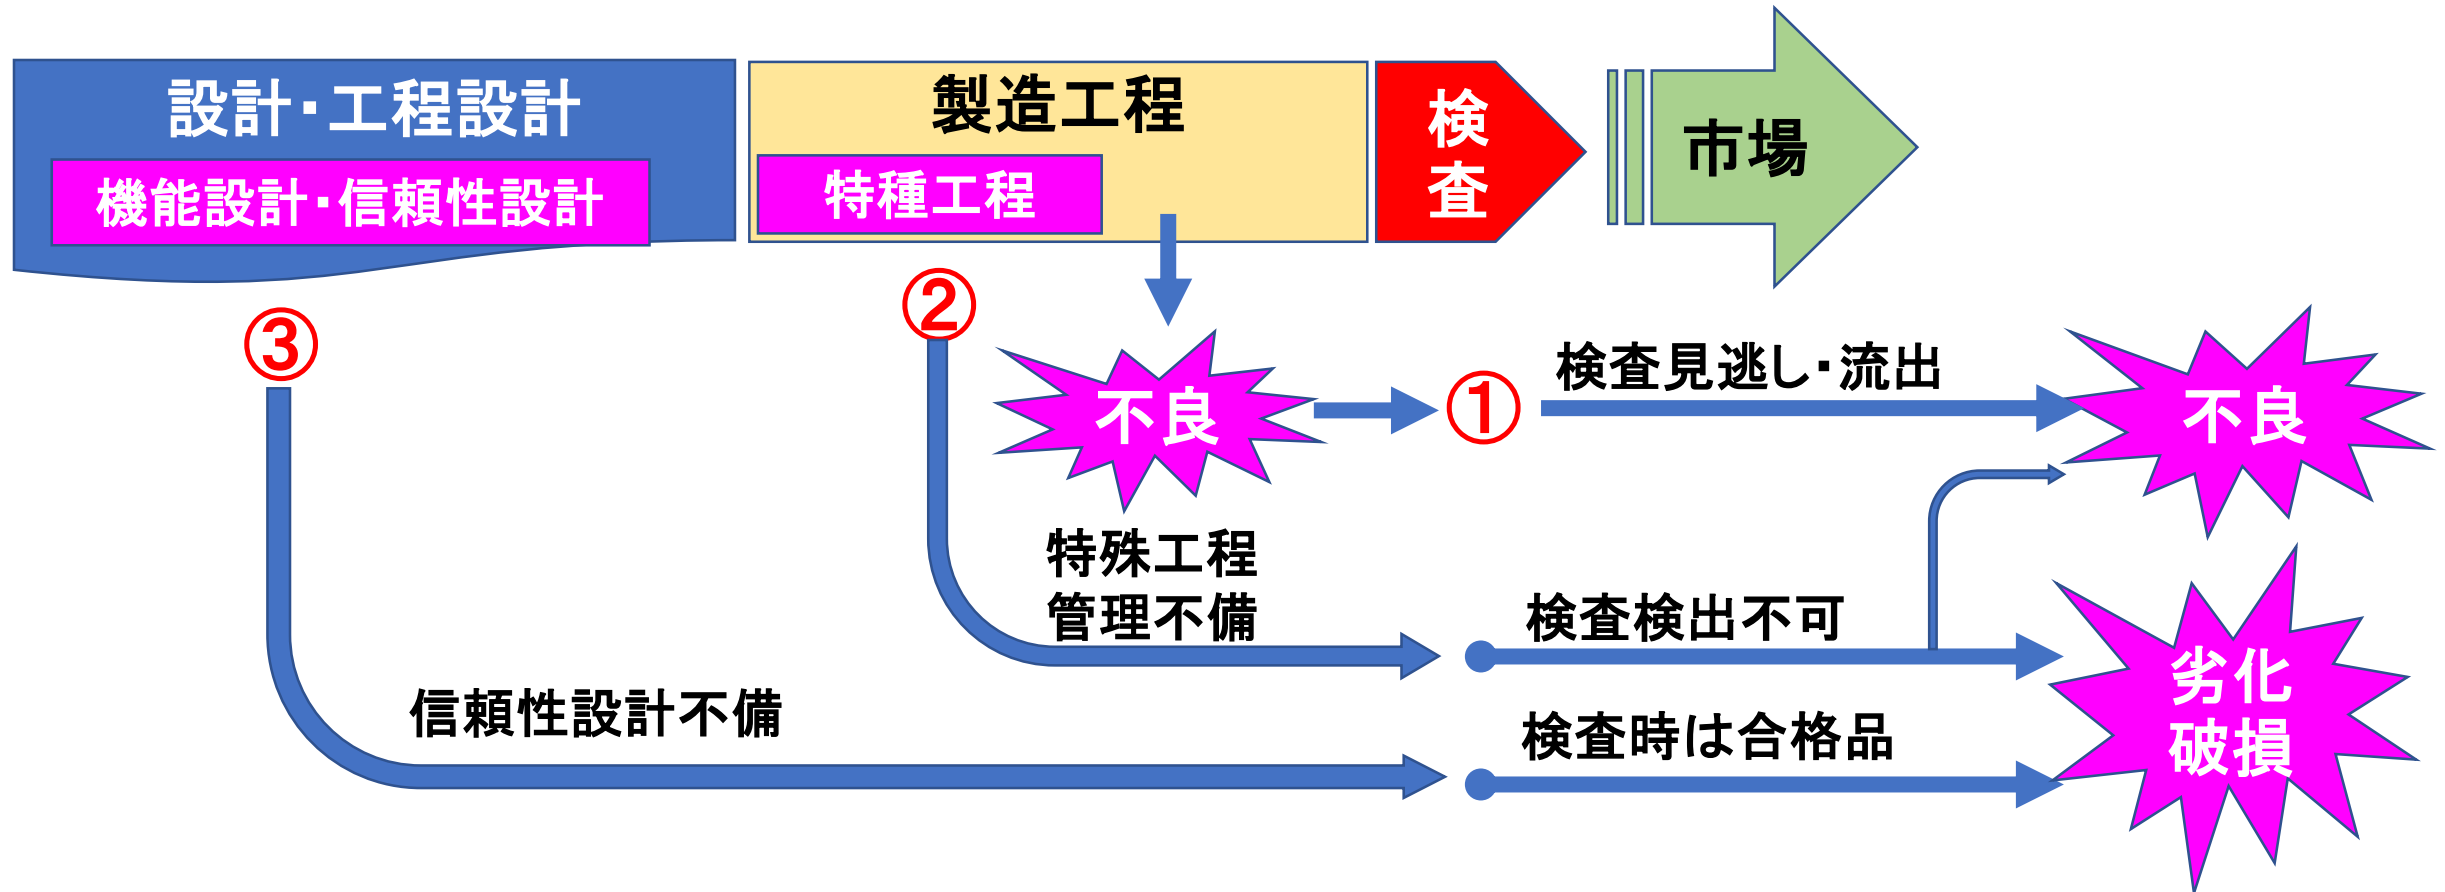 設計・工程設計
機能設計・信頼性設計
製造工程
特種工程
検
査
市場
③
②
不良
①
検査見逃し・流出
不良
特殊工程
管理不備
検査検出不可
信頼性設計不備
検査時は合格品
劣化
破損